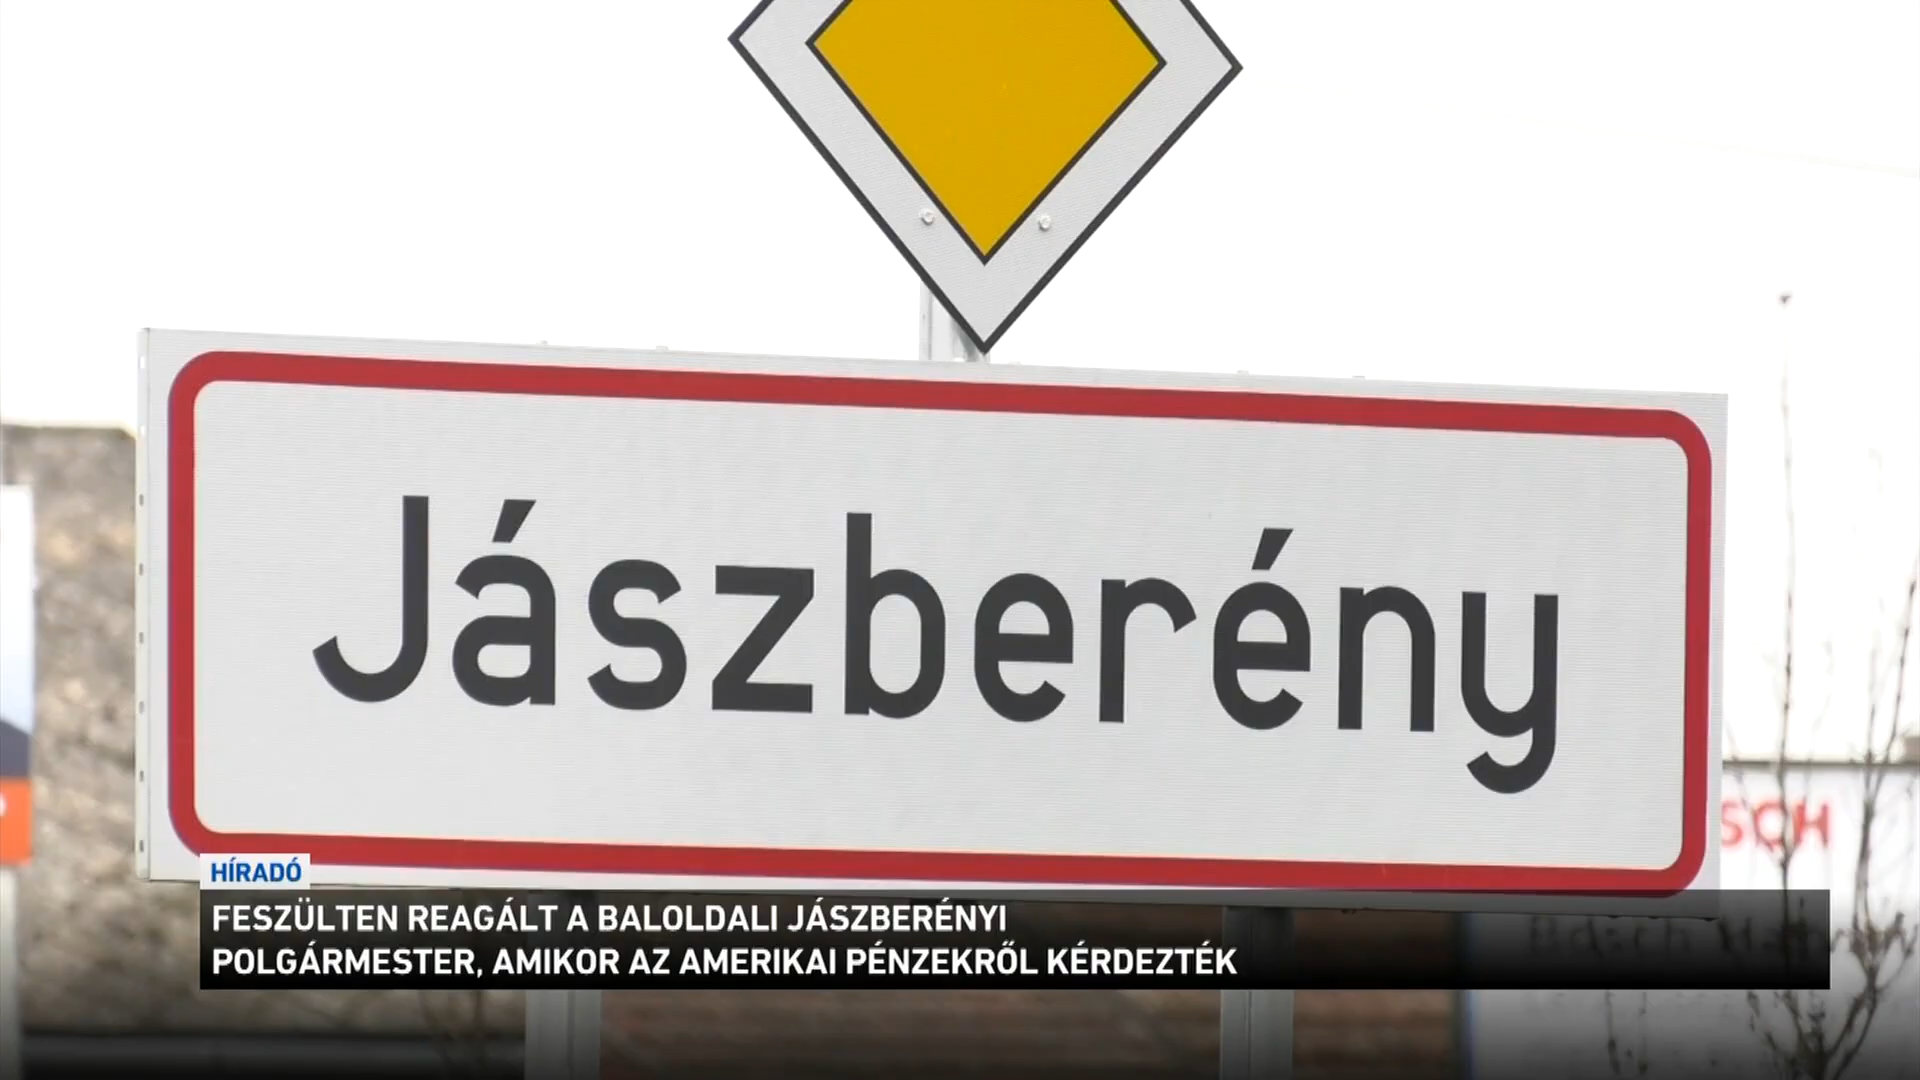 Jászberény
HÍRADÓ
FESZÜLTEN REAGÁLT A BALOLDALI JÁSZBERÉNYI
POLGÁRMESTER, AMIKOR AZ AMERIKAI PÉNZEKRŐL KÉRDEZTÉK